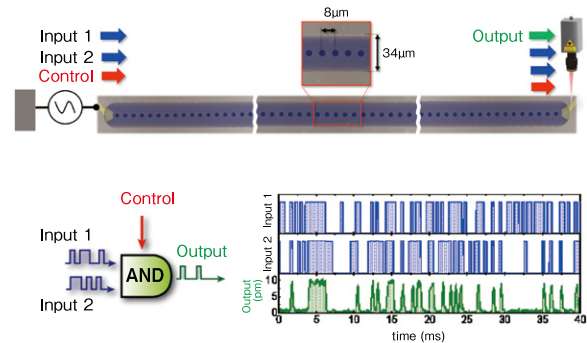 8μm
Input 1
Input 2
Control
34μm
Output
Control
Input 1
Input 2
AND
Output
Input 1
Input 2
Output
(pm)
10
5
0
0 5 10 15 20 25 30 35 40
time (ms)